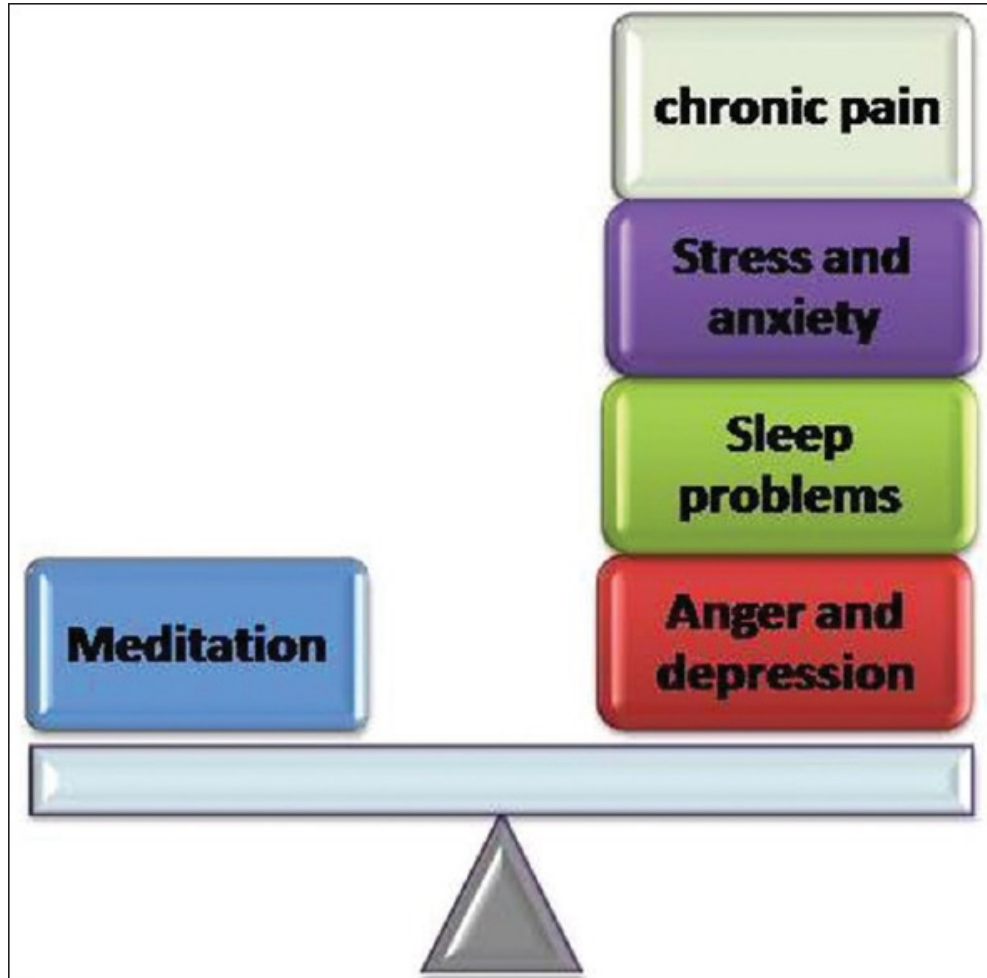 chronic pain
Stress and
anxiety
Sleep
problems
Meditation
Anger and
depression